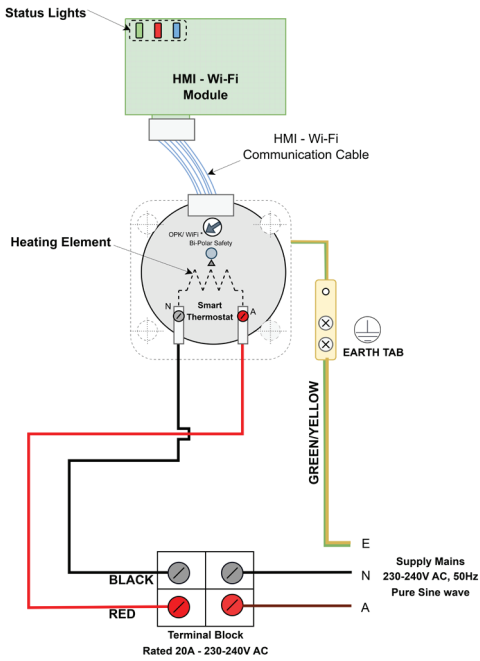 Status Lights
HMI - Wi-Fi
Module
HMI - Wi-Fi
Communication Cable
OPK/ WiFi *
Bi-Polar Safety
Heating Element
N
Smart
Thermostat
A
EARTH TAB
GREEN/YELLOW
E
Supply Mains
N
230-240V AC, 50Hz
Pure Sine wave
BLACK
A
RED
Terminal Block
Rated 20A - 230-240V AC